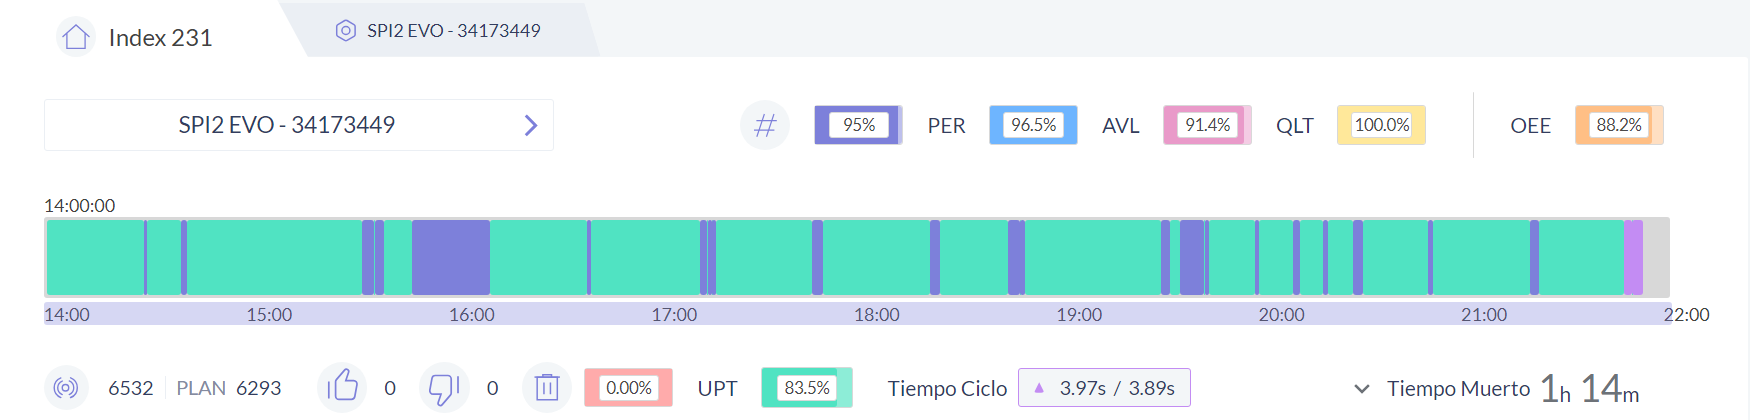 Index 231
SPI2 EVO - 34173449
SPI2 EVO - 34173449
# 95% PER 96.5% AVL 91.4% QLT 100.0% OEE 88.2%
14:00:00
14:00 15:00 16:00 17:00 18:00 19:00 20:00 21:00 22:00
6532 PLAN 6293 0 0 0.00% UPT 83.5% Tiempo Ciclo 3.97s / 3.89s Tiempo Muerto 1h 14m